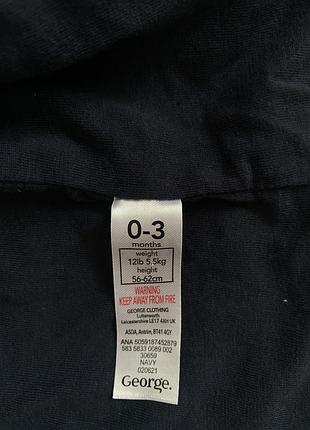 0-3
months
weight
12lb 5.5kg
height
56-62cm
WARNING
KEEP AWAY FROM FIRE
GEORGE CLOTHING
Lutterworth
Leicestershire LE17 4XH UK
ASDA, Antrim, BT41 4GY
ANA 5059187452879
583 5833 0089 002
30659
NAVY
020621
George.